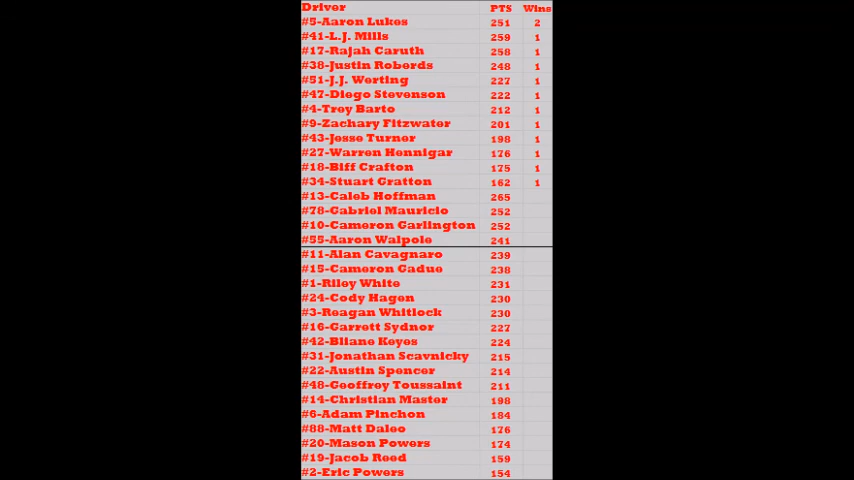 Driver PTS Wins
#5-Aaron Lukes 251 2
#41-L.J. Mills 259 1
#17-Rajah Caruth 258 1
#38-Justin Roberds 248 1
#51-J.J. Werting 227 1
#47-Diego Stevenson 222 1
#4-Trey Barto 212 1
#9-Zachary Fitzwater 201 1
#43-Jesse Turner 198 1
#27-Warren Hennigar 176 1
#18-Biff Crafton 175 1
#34-Stuart Gratton 162 1
#13-Caleb Hoffman 265
#78-Gabriel Mauricio 252
#10-Cameron Garlington 252
#55-Aaron Walpole 241
#11-Alan Cavagnaro 239
#15-Cameron Gadue 238
#1-Riley White 231
#24-Cody Hagen 230
#3-Reagan Whitlock 230
#16-Garrett Sydnor 227
#42-Bliane Keyes 224
#31-Jonathan Scavnicky 215
#22-Austin Spencer 214
#48-Geoffrey Toussaint 211
#14-Christian Master 198
#6-Adam Pinchon 184
#88-Matt Daleo 176
#20-Mason Powers 174
#19-Jacob Reed 159
#2-Eric Powers 154